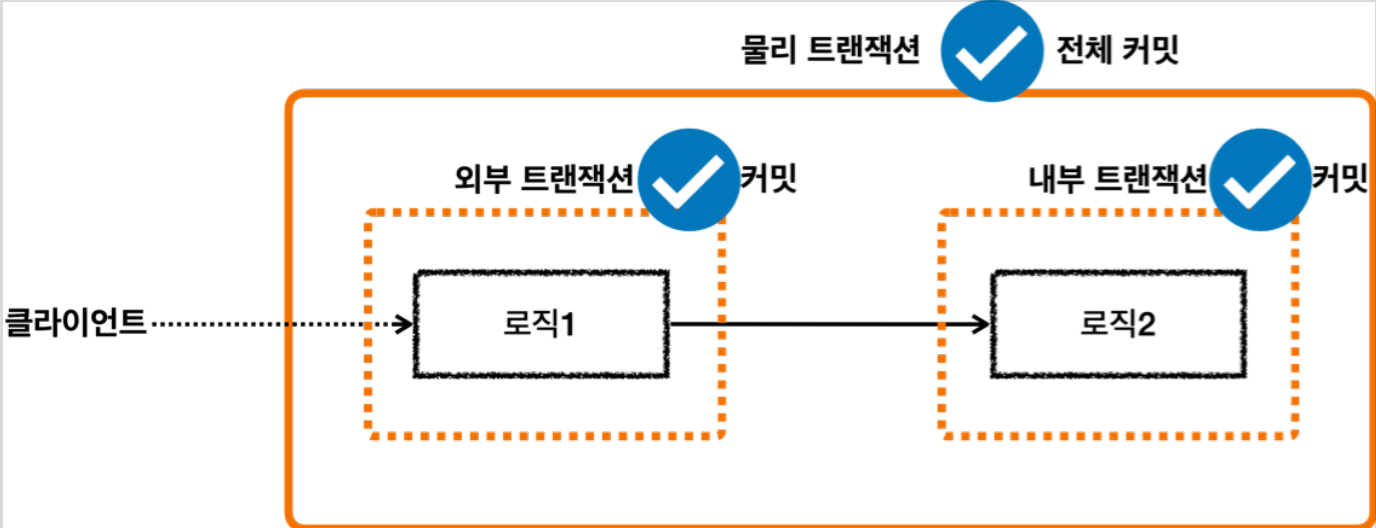 물리 트랜잭션 전체 커밋
외부 트랜잭션 커밋
내부 트랜잭션 커밋
클라이언트
로직1
로직2